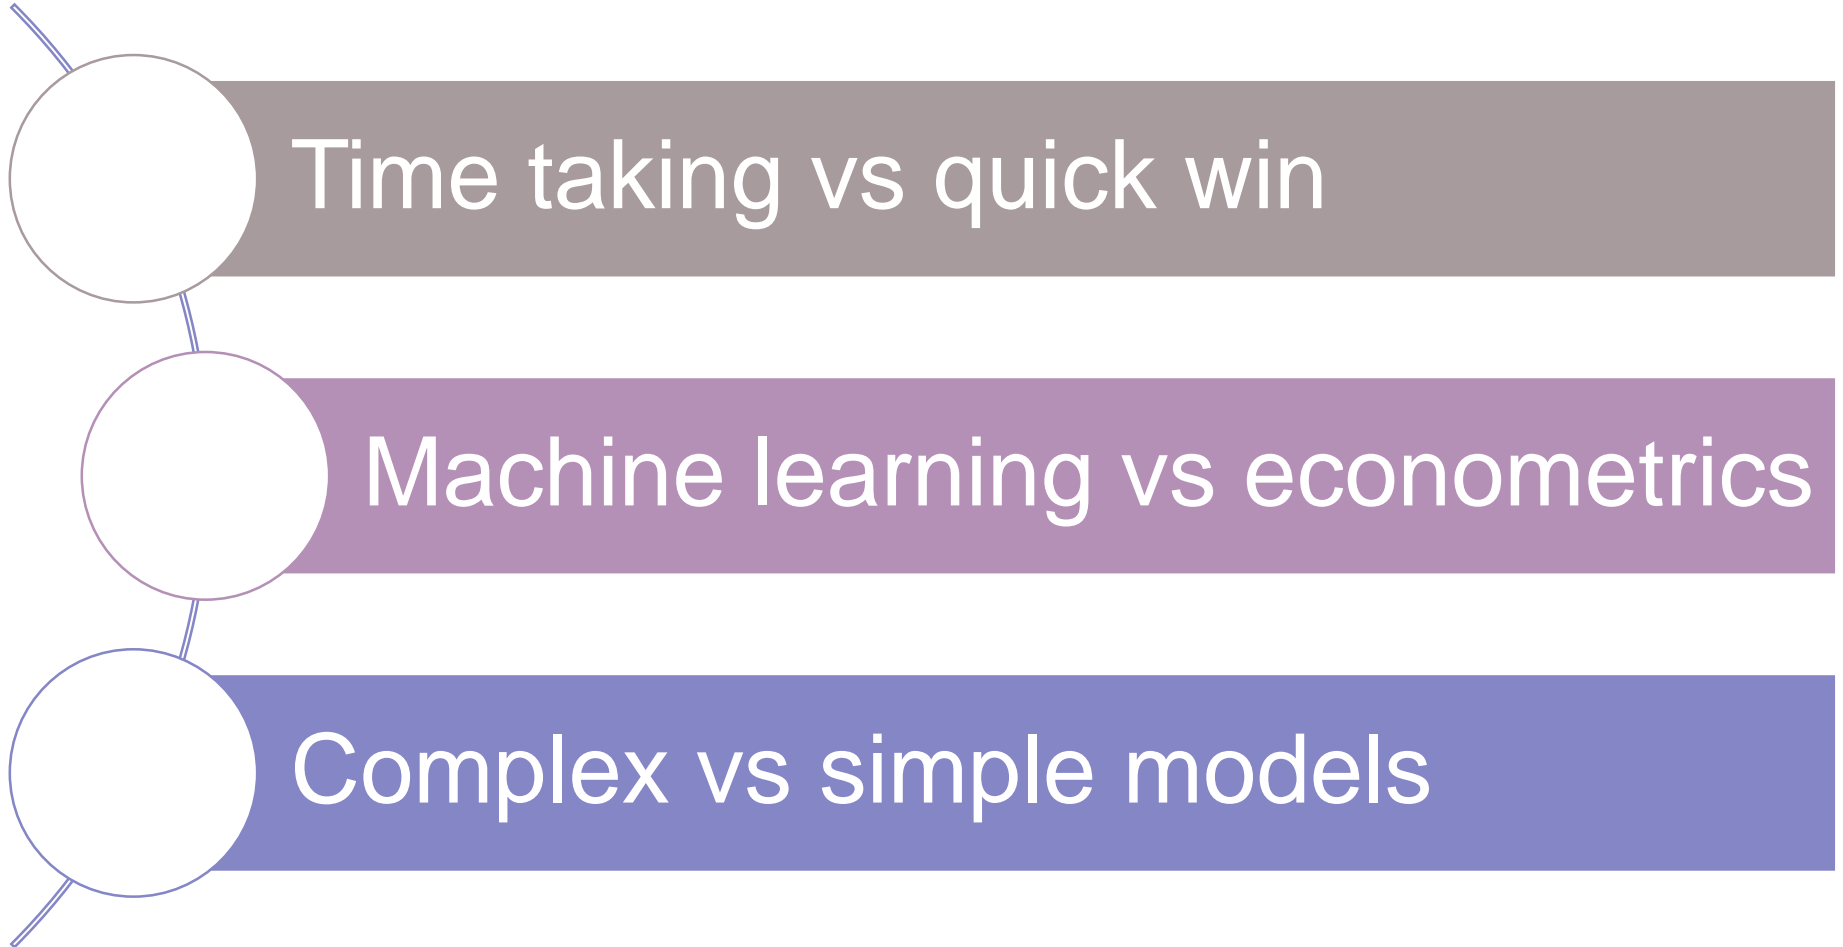 Time taking vs quick win
Machine learning vs econometrics
Complex vs simple models